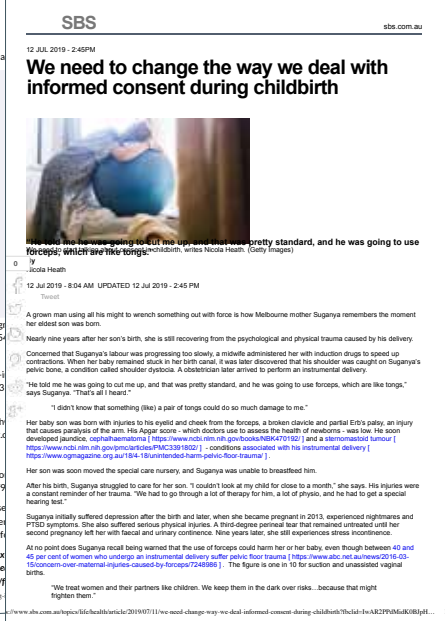 SBS
sbs.com.au
12 JUL 2019 - 2:45PM
We need to change the way we deal with
informed consent during childbirth
"He told me he was going to cut me up, and that was pretty standard, and he was going to use
forceps, which are like tongs."
We need to start talking about consent in childbirth, writes Nicola Heath. (Getty Images)
By
Nicola Heath
0
12 Jul 2019 - 8:04 AM UPDATED 12 Jul 2019 - 2:45 PM
Tweet
A grown man using all his might to wrench something out with force is how Melbourne mother Suganya remembers the moment
her eldest son was born.
Nearly nine years after her son's birth, she is still recovering from the psychological and physical trauma caused by his delivery.
Concerned that Suganya's labour was progressing too slowly, a midwife administered her with induction drugs to speed up
contractions. When her baby remained stuck in her birth canal, it was later discovered that his shoulder was caught on Suganya's
pelvic bone, a condition called shoulder dystocia. A obstetrician later arrived to perform an instrumental delivery.
"He told me he was going to cut me up, and that was pretty standard, and he was going to use forceps, which are like tongs,"
says Suganya. "That's all I heard."
"I didn't know that something (like) a pair of tongs could do so much damage to me."
Her baby son was born with injuries to his eyelid and cheek from the forceps, a broken clavicle and partial Erb's palsy, an injury
that causes paralysis of the arm. His Apgar score - which doctors use to assess the health of newborns - was low. He soon
developed jaundice, cephalhaematoma [ https://www.ncbi.nlm.nih.gov/books/NBK470192/ ] and a sternomastoid tumour [
https://www.ncbi.nlm.nih.gov/pmc/articles/PMC3391802/ ] - conditions associated with his instrumental delivery [
https://www.ogmagazine.org.au/18/4-18/unintended-harm-pelvic-floor-trauma/ ] .
Her son was soon moved the special care nursery, and Suganya was unable to breastfeed him.
After his birth, Suganya struggled to care for her son. "I couldn't look at my child for close to a month," she says. His injuries were
a constant reminder of her trauma. "We had to go through a lot of therapy for him, a lot of physio, and he had to get a special
hearing test."
Suganya initially suffered depression after the birth and later, when she became pregnant in 2013, experienced nightmares and
PTSD symptoms. She also suffered serious physical injuries. A third-degree perineal tear that remained untreated until her
second pregnancy left her with faecal and urinary continence. Nine years later, she still experiences stress incontinence.
At no point does Suganya recall being warned that the use of forceps could harm her or her baby, even though between 40 and
45 per cent of women who undergo an instrumental delivery suffer pelvic floor trauma [ https://www.abc.net.au/news/2016-03-
15/concern-over-maternal-injuries-caused-by-forceps/7248986 ] . The figure is one in 10 for suction and unassisted vaginal
births.
"We treat women and their partners like children. We keep them in the dark over risks…because that might
frighten them."